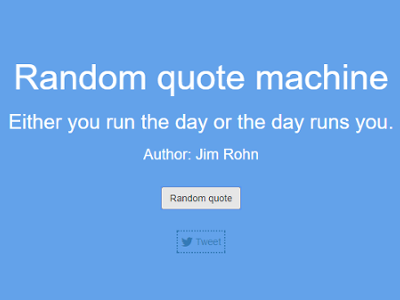 Random quote machine
Either you run the day or the day runs you.
Author: Jim Rohn
Random quote
Tweet